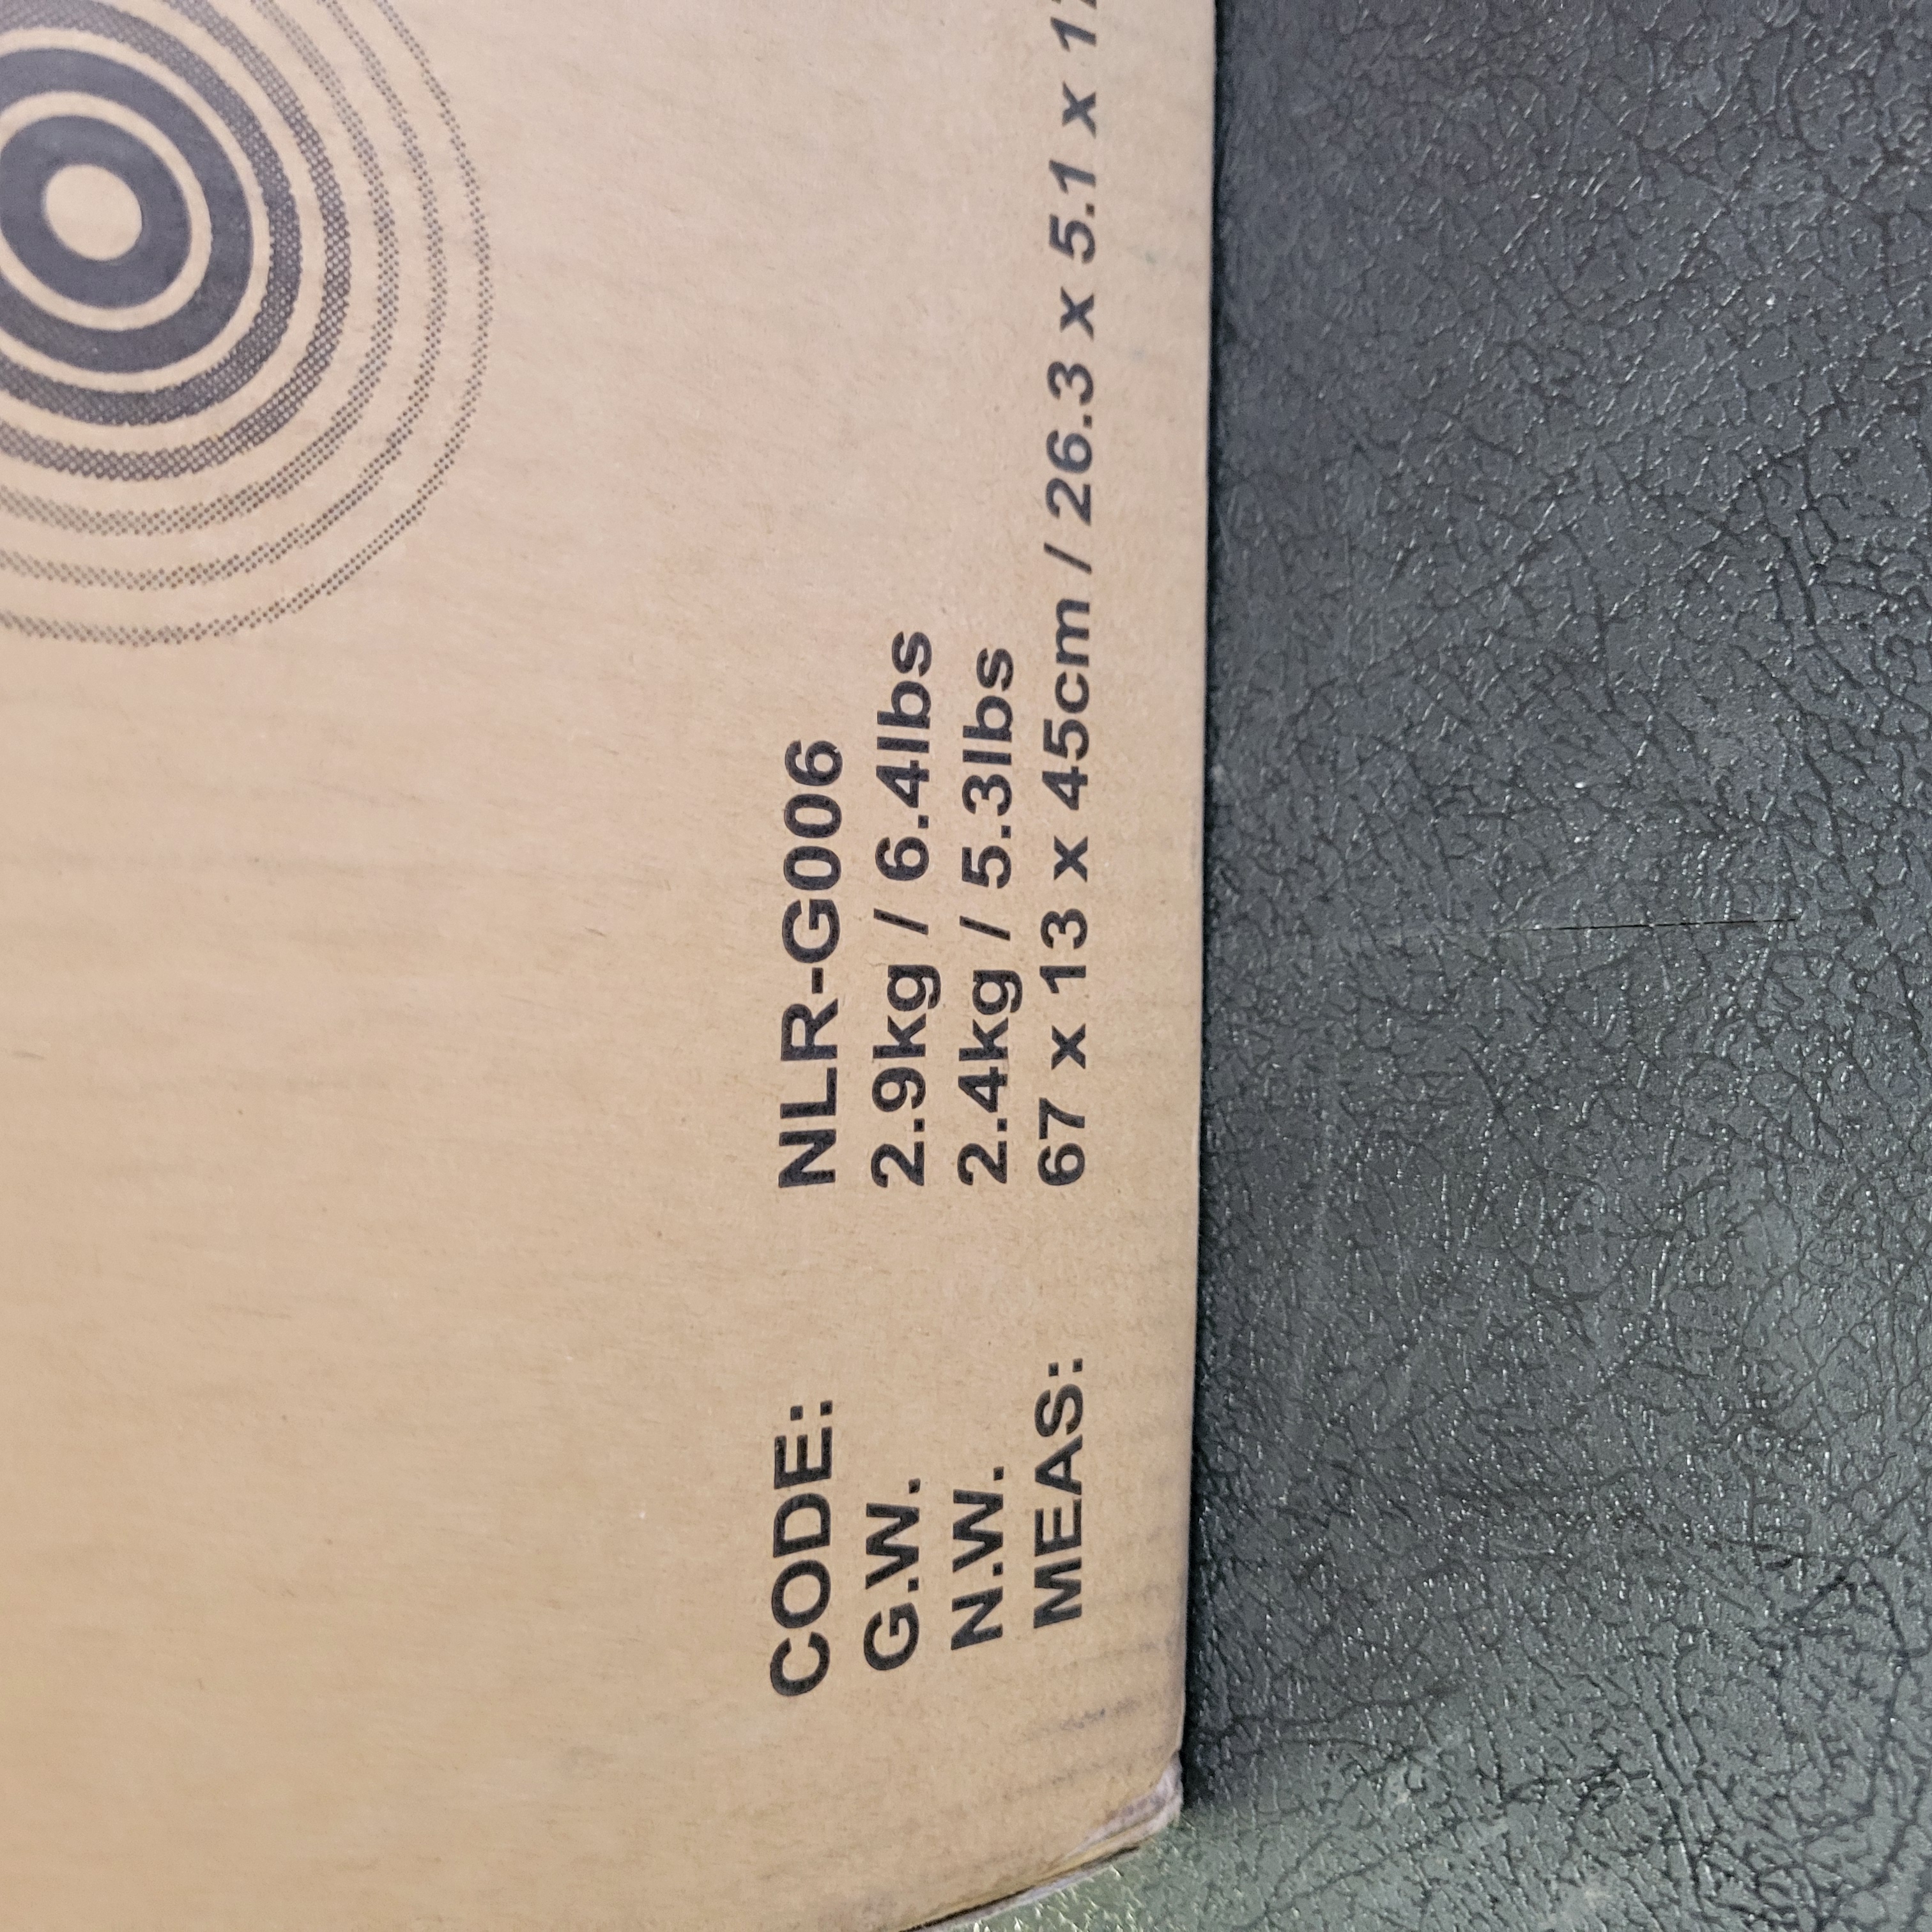 CODE: NLR-G006
G.W. 2.9kg / 6.4lbs
N.W. 2.4kg / 5.3lbs
MEAS: 67 x 13 x 45cm / 26.3 x 5.1 x